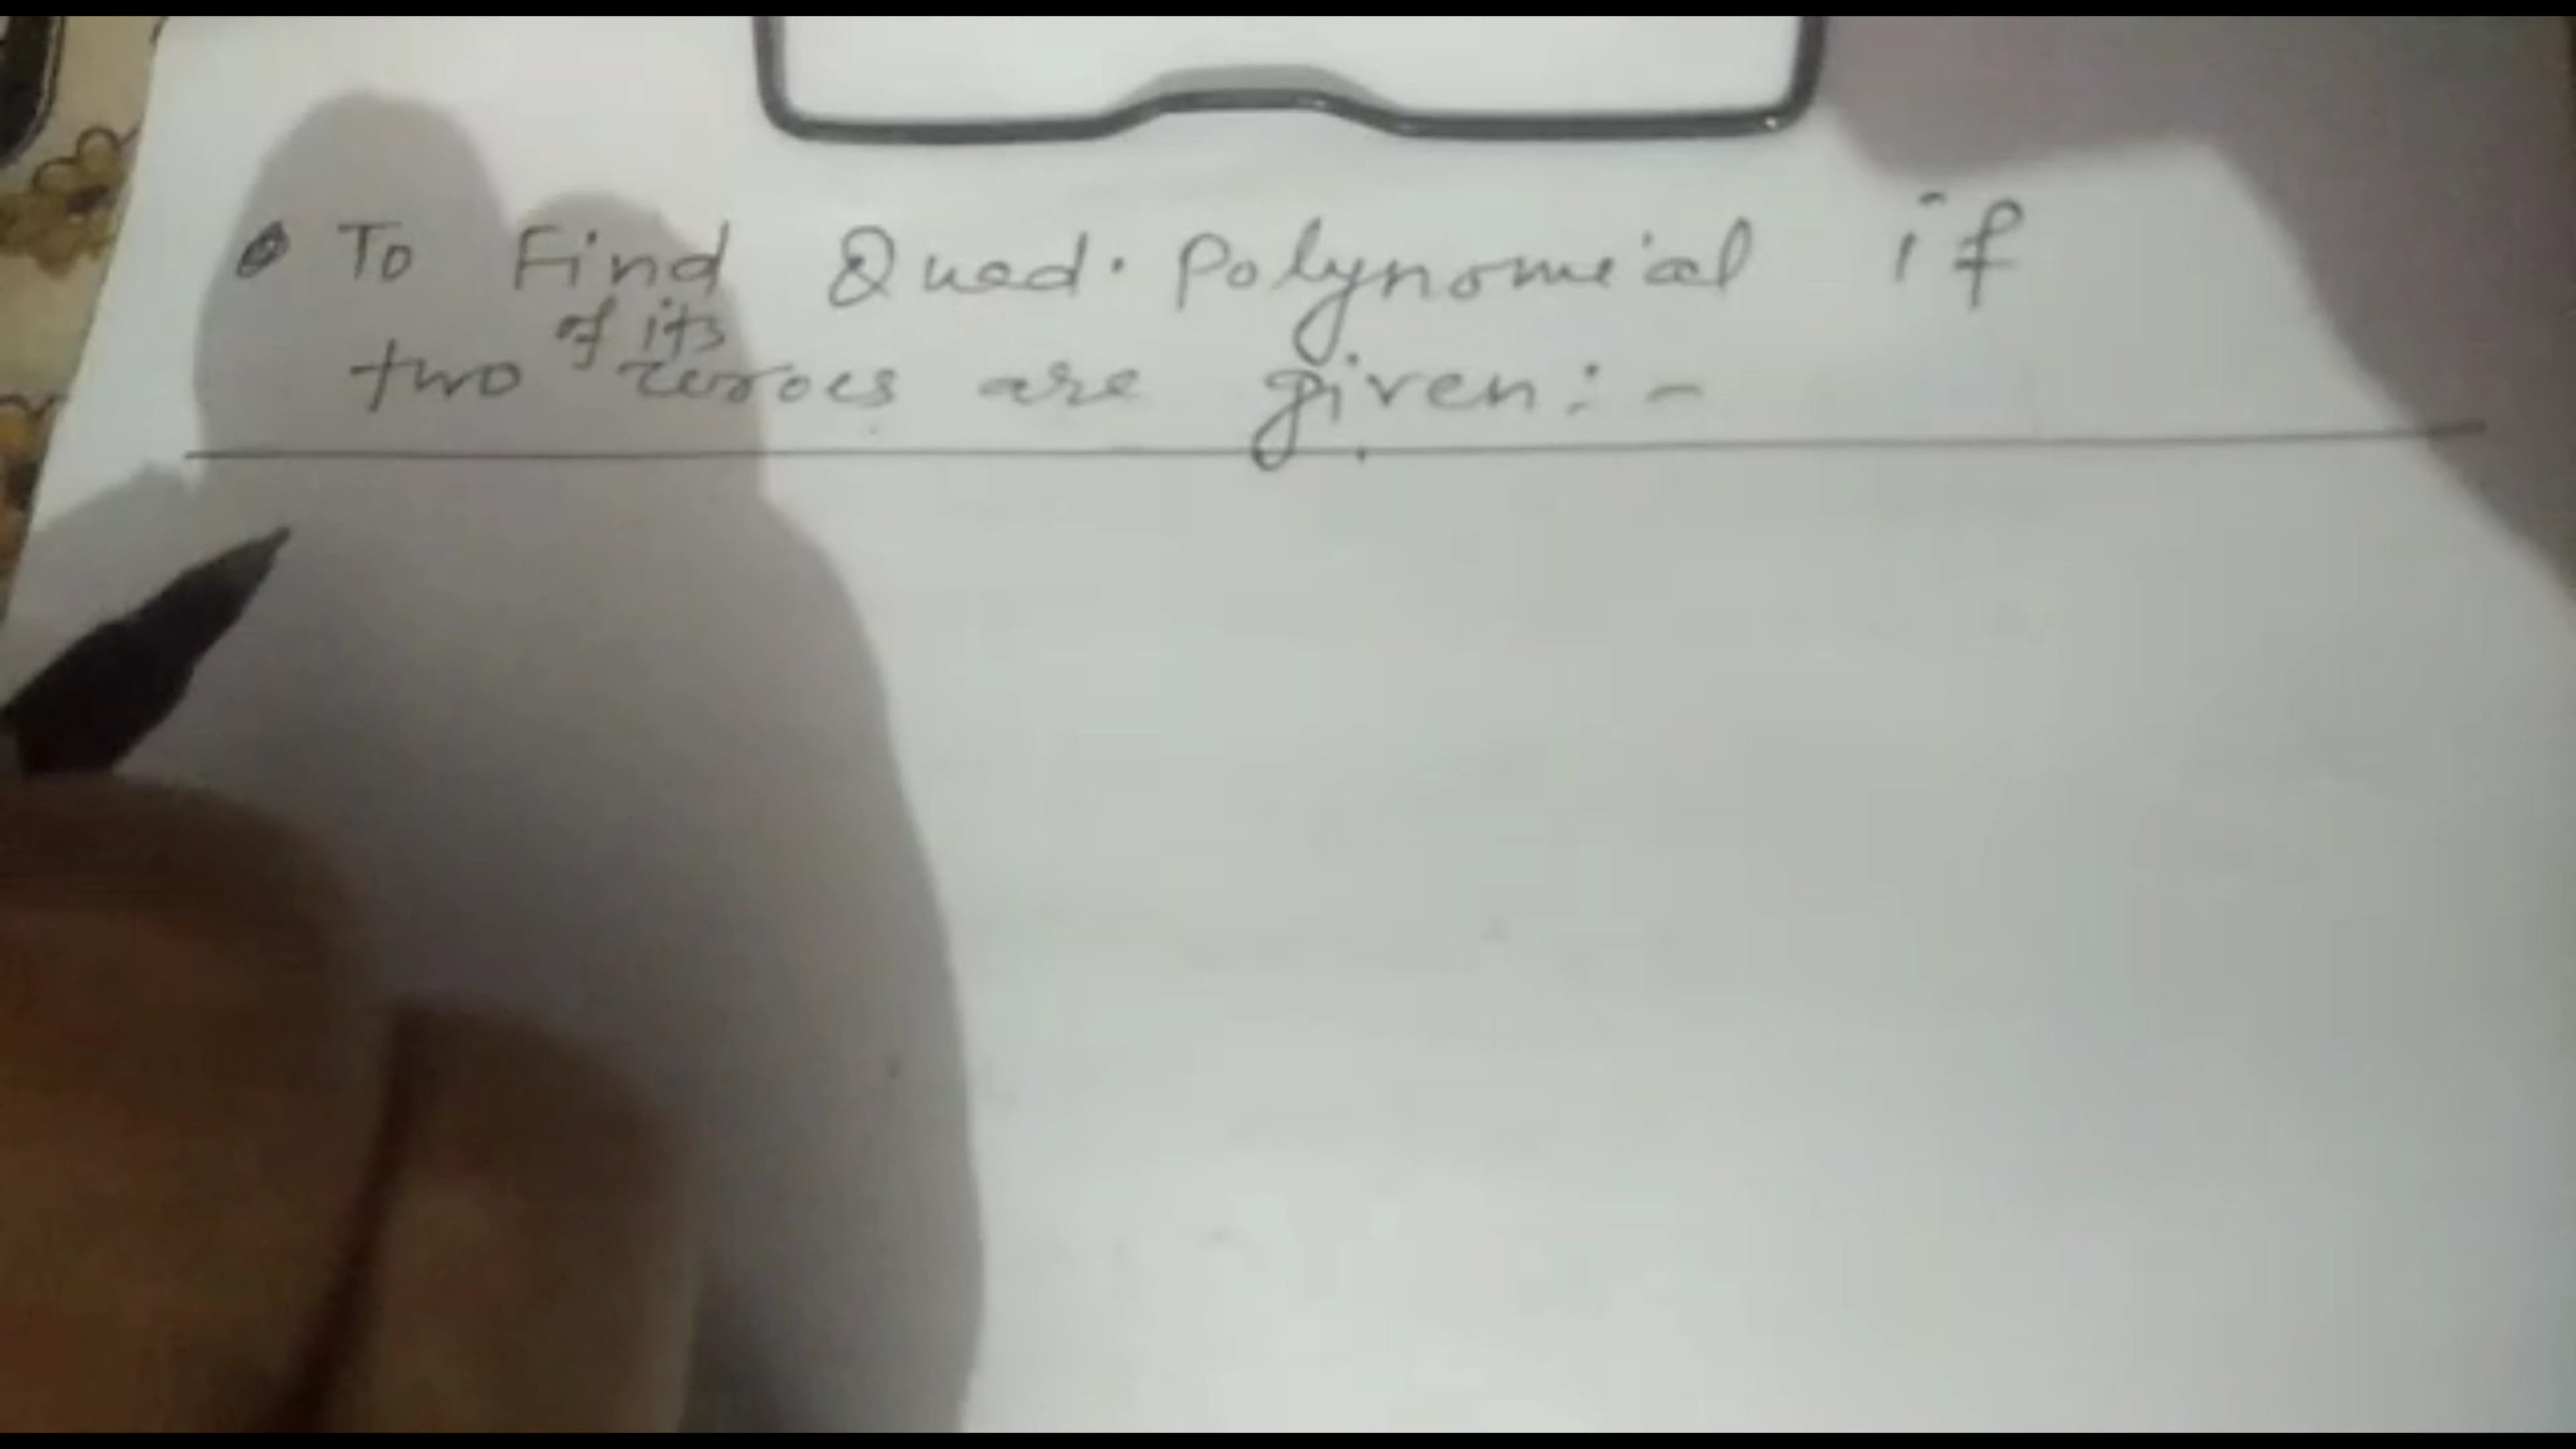 To Find Quad. Polynomial if
two of its zeroes are given:-